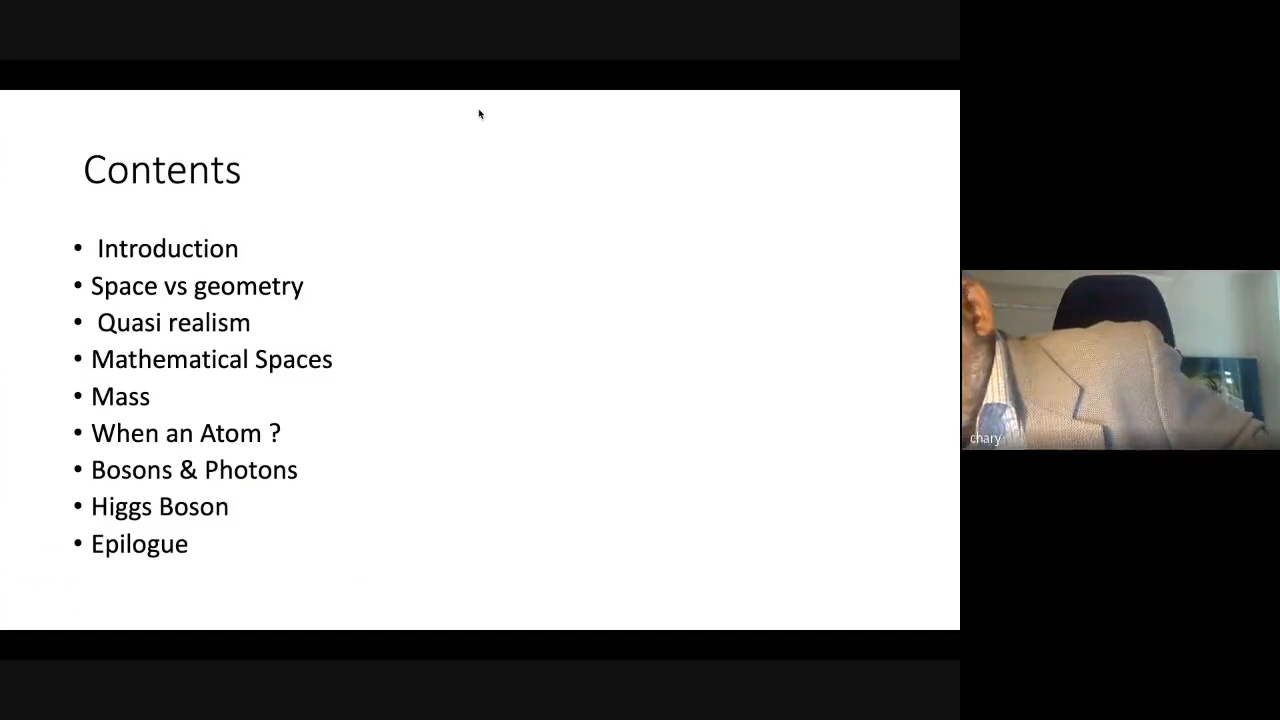 Contents
• Introduction
• Space vs geometry
• Quasi realism
• Mathematical Spaces
• Mass
• When an Atom ?
• Bosons & Photons
• Higgs Boson
• Epilogue
chary